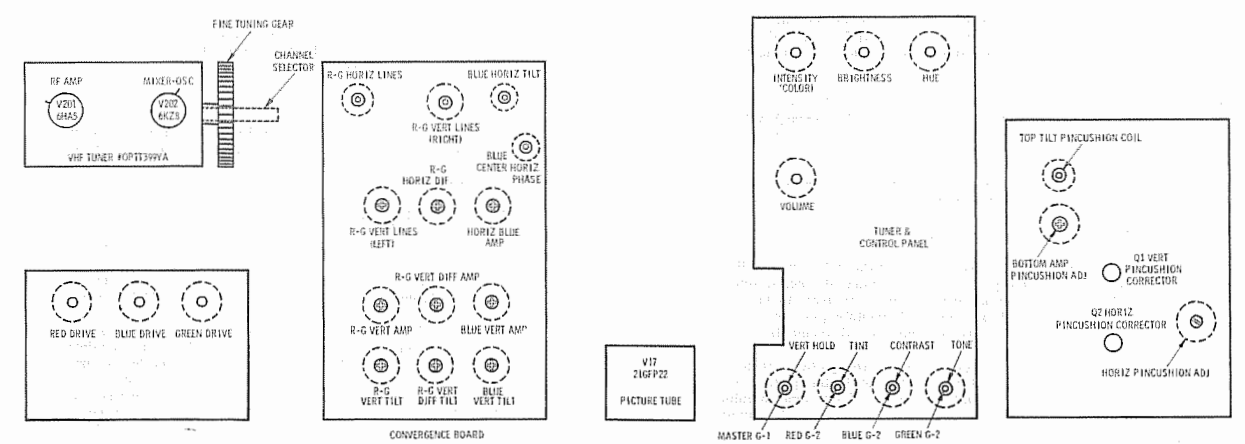 FINE TUNING GEAR
CHANNEL
SELECTOR
RF AMP
MIXER-OSC
V201
6HA5
V202
6KZ8
VHF TUNER #OPTT399YA
RED DRIVE
BLUE DRIVE
GREEN DRIVE
R-G HORIZ LINES
BLUE HORIZ TILT
R-G VERT LINES
(RIGHT)
BLUE
CENTER HORIZ
PHASE
R-G
HORIZ DIF.
R-G VERT LINES
(LEFT)
HORIZ BLUE
AMP
R-G VERT DIFF AMP
R-G VERT AMP
BLUE VERT AMP
R-G
VERT TILT
R-G VERT
DIFF TILT
BLUE
VERT TILT
CONVERGENCE BOARD
V17
21GFP22
PICTURE TUBE
INTENSITY
(COLOR)
BRIGHTNESS
HUE
VOLUME
TUNER &
CONTROL PANEL
VERT HOLD
TINT
CONTRAST
TONE
MASTER G-1
RED G-2
BLUE G-2
GREEN G-2
TOP TILT PINCUSHION COIL
BOTTOM AMP
PINCUSHION ADJ
Q1 VERT
PINCUSHION
CORRECTOR
Q2 HORIZ
PINCUSHION CORRECTOR
HORIZ PINCUSHION ADJ